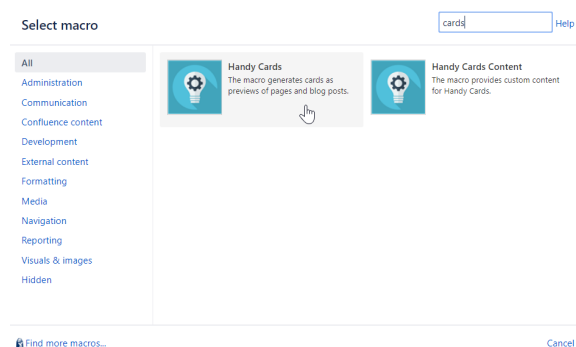 Select macro
cards
Help
All
Administration
Communication
Confluence content
Development
External content
Formatting
Media
Navigation
Reporting
Visuals & images
Hidden
Handy Cards
The macro generates cards as
previews of pages and blog posts.
Handy Cards Content
The macro provides custom content
for Handy Cards.
Find more macros...
Cancel